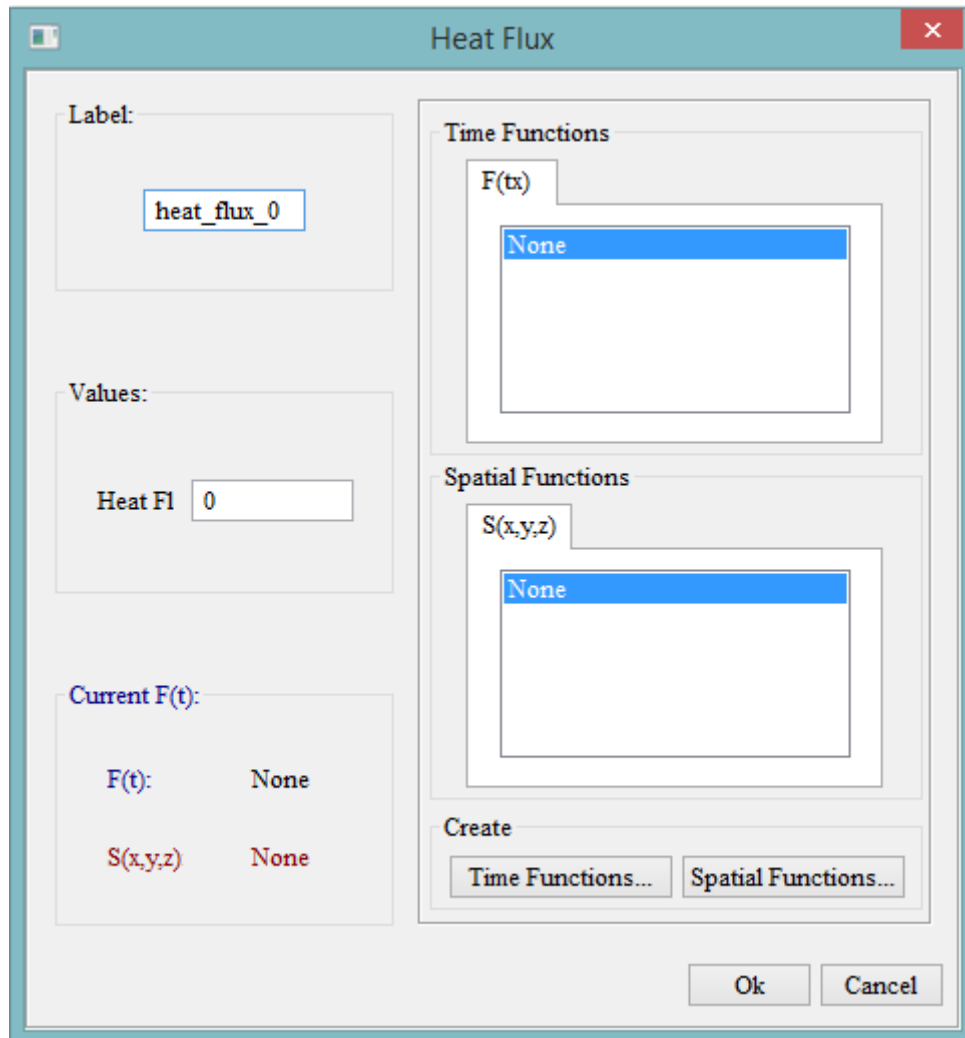 Heat Flux
Label:
heat_flux_0
Values:
Heat Fl 0
Current F(t):
F(t): None
S(x,y,z) None
Time Functions
F(tx)
None
Spatial Functions
S(x,y,z)
None
Create
Time Functions... Spatial Functions...
Ok Cancel